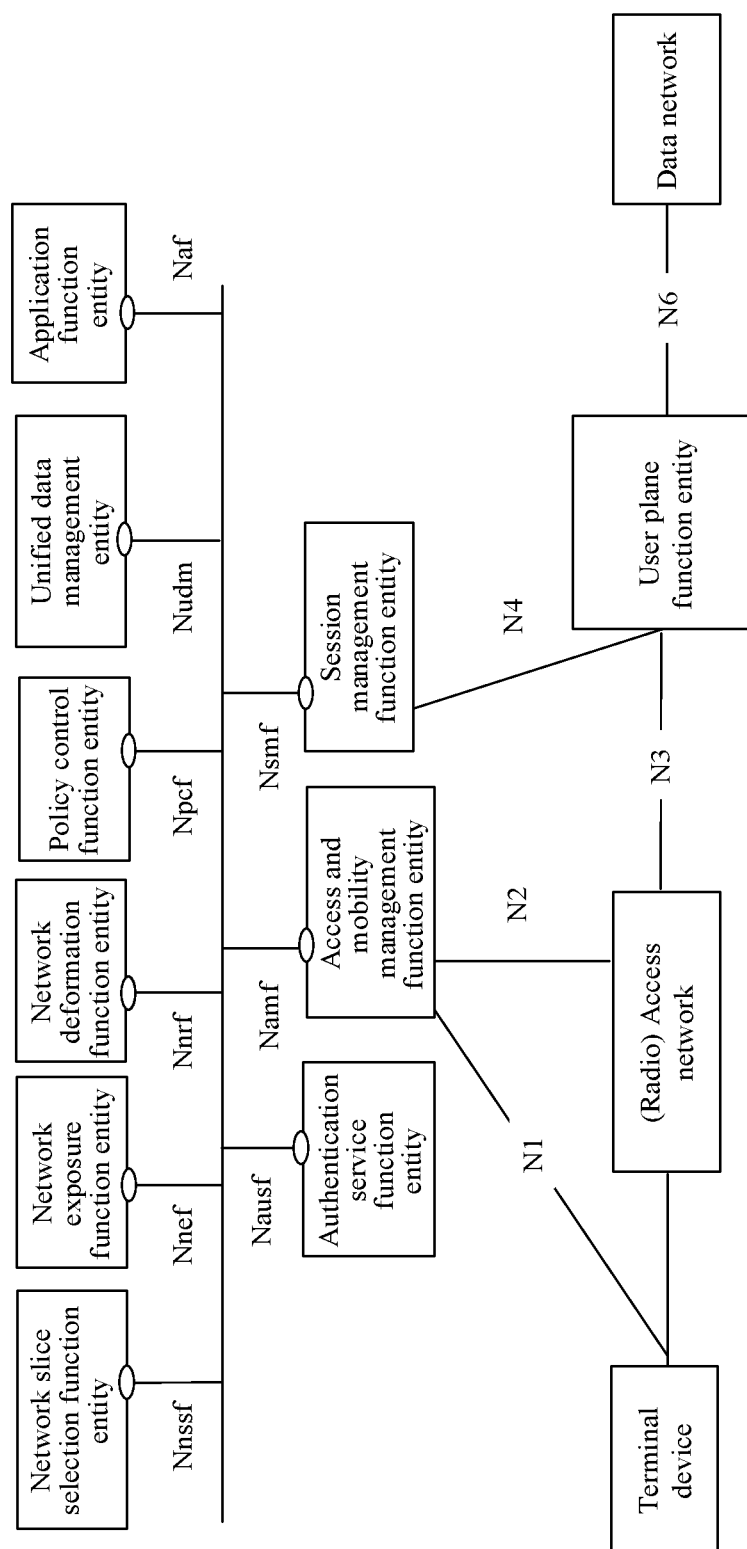 Network slice
selection function
entity
Network
exposure
function entity
Network
deformation
function entity
Policy control
function entity
Unified data
management
entity
Application
function
entity
Nnssf
Nnef
Nnrf
Npcf
Nudm
Naf
Nausf
Namf
Nsmf
Authentication
service
function
entity
Access and
mobility
management
function entity
Session
management
function entity
N1
N2
N4
Terminal
device
(Radio) Access
network
N3
User plane
function entity
N6
Data network